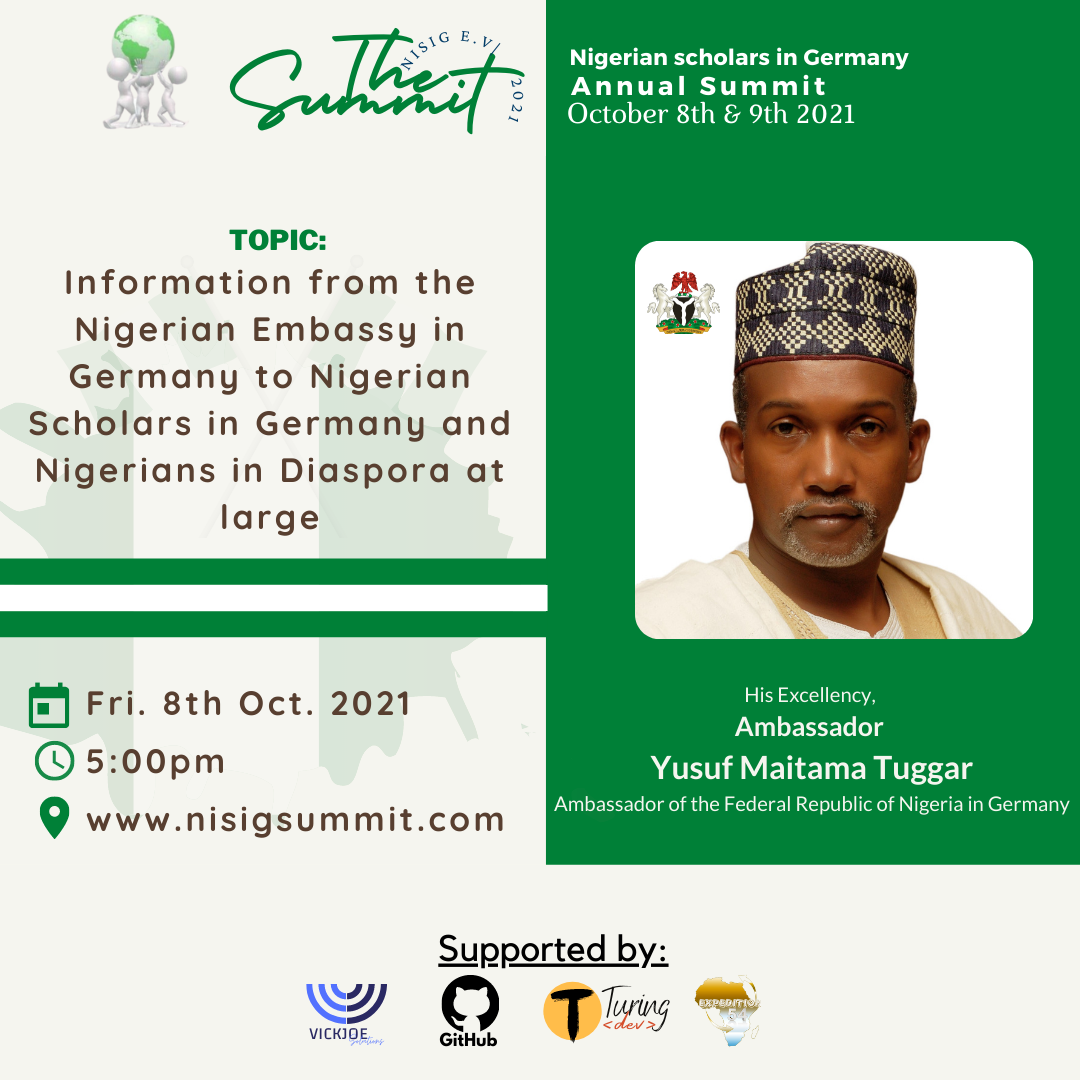 The
Summit
NISIG E.V
2021
Nigerian scholars in Germany
Annual Summit
October 8th & 9th 2021
TOPIC:
Information from the
Nigerian Embassy in
Germany to Nigerian
Scholars in Germany and
Nigerians in Diaspora at
large
Fri. 8th Oct. 2021
5:00pm
www.nisigsummit.com
His Excellency,
Ambassador
Yusuf Maitama Tuggar
Ambassador of the Federal Republic of Nigeria in Germany
Supported by:
VICKJOE
Solutions
GitHub
T Turing
<dev>
EXPEDITIO
54